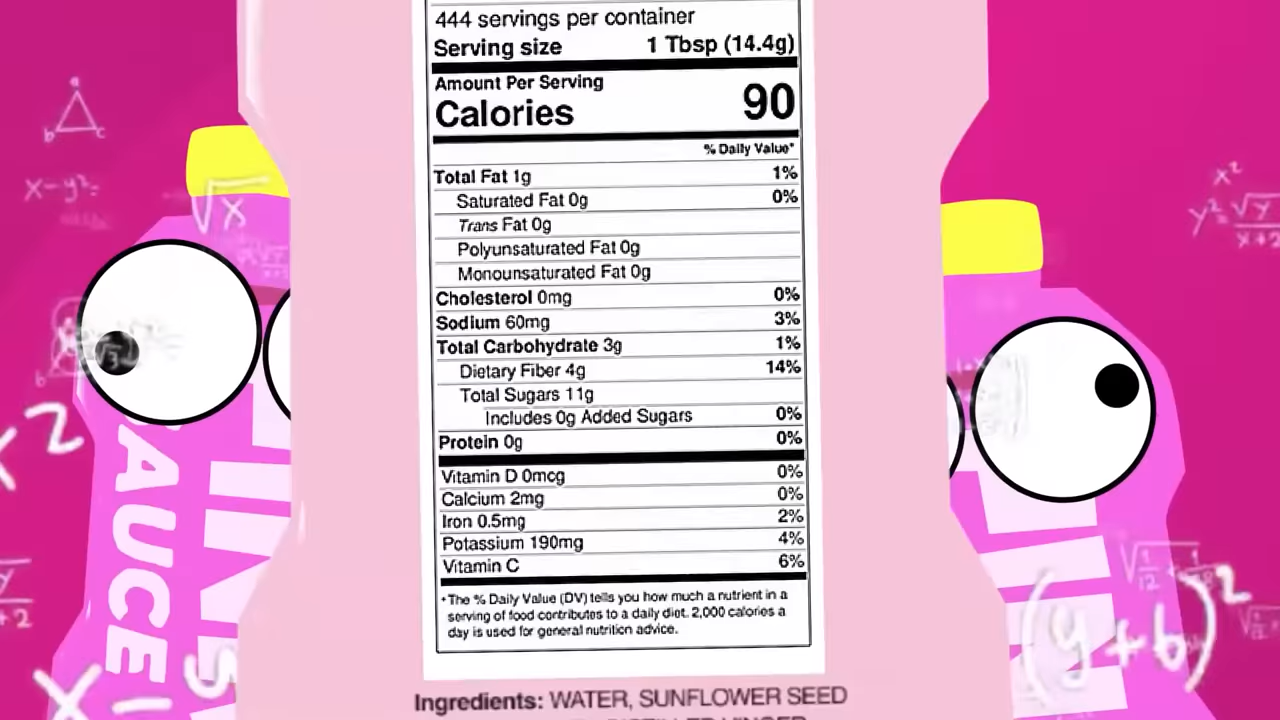 444 servings per container
Serving size 1 Tbsp (14.4g)
Amount Per Serving
Calories 90
% Daily Value*
Total Fat 1g 1%
Saturated Fat 0g 0%
Trans Fat 0g
Polyunsaturated Fat 0g
Monounsaturated Fat 0g
Cholesterol 0mg 0%
Sodium 60mg 3%
Total Carbohydrate 3g 1%
Dietary Fiber 4g 14%
Total Sugars 11g
Includes 0g Added Sugars 0%
Protein 0g 0%
Vitamin D 0mcg 0%
Calcium 2mg 0%
Iron 0.5mg 2%
Potassium 190mg 4%
Vitamin C 6%
*The % Daily Value (DV) tells you how much a nutrient in a
serving of food contributes to a daily diet. 2,000 calories a
day is used for general nutrition advice.
Ingredients: WATER, SUNFLOWER SEED
a
b c
x-y²=
√x
x²
AUCE
x²
(y+b)²